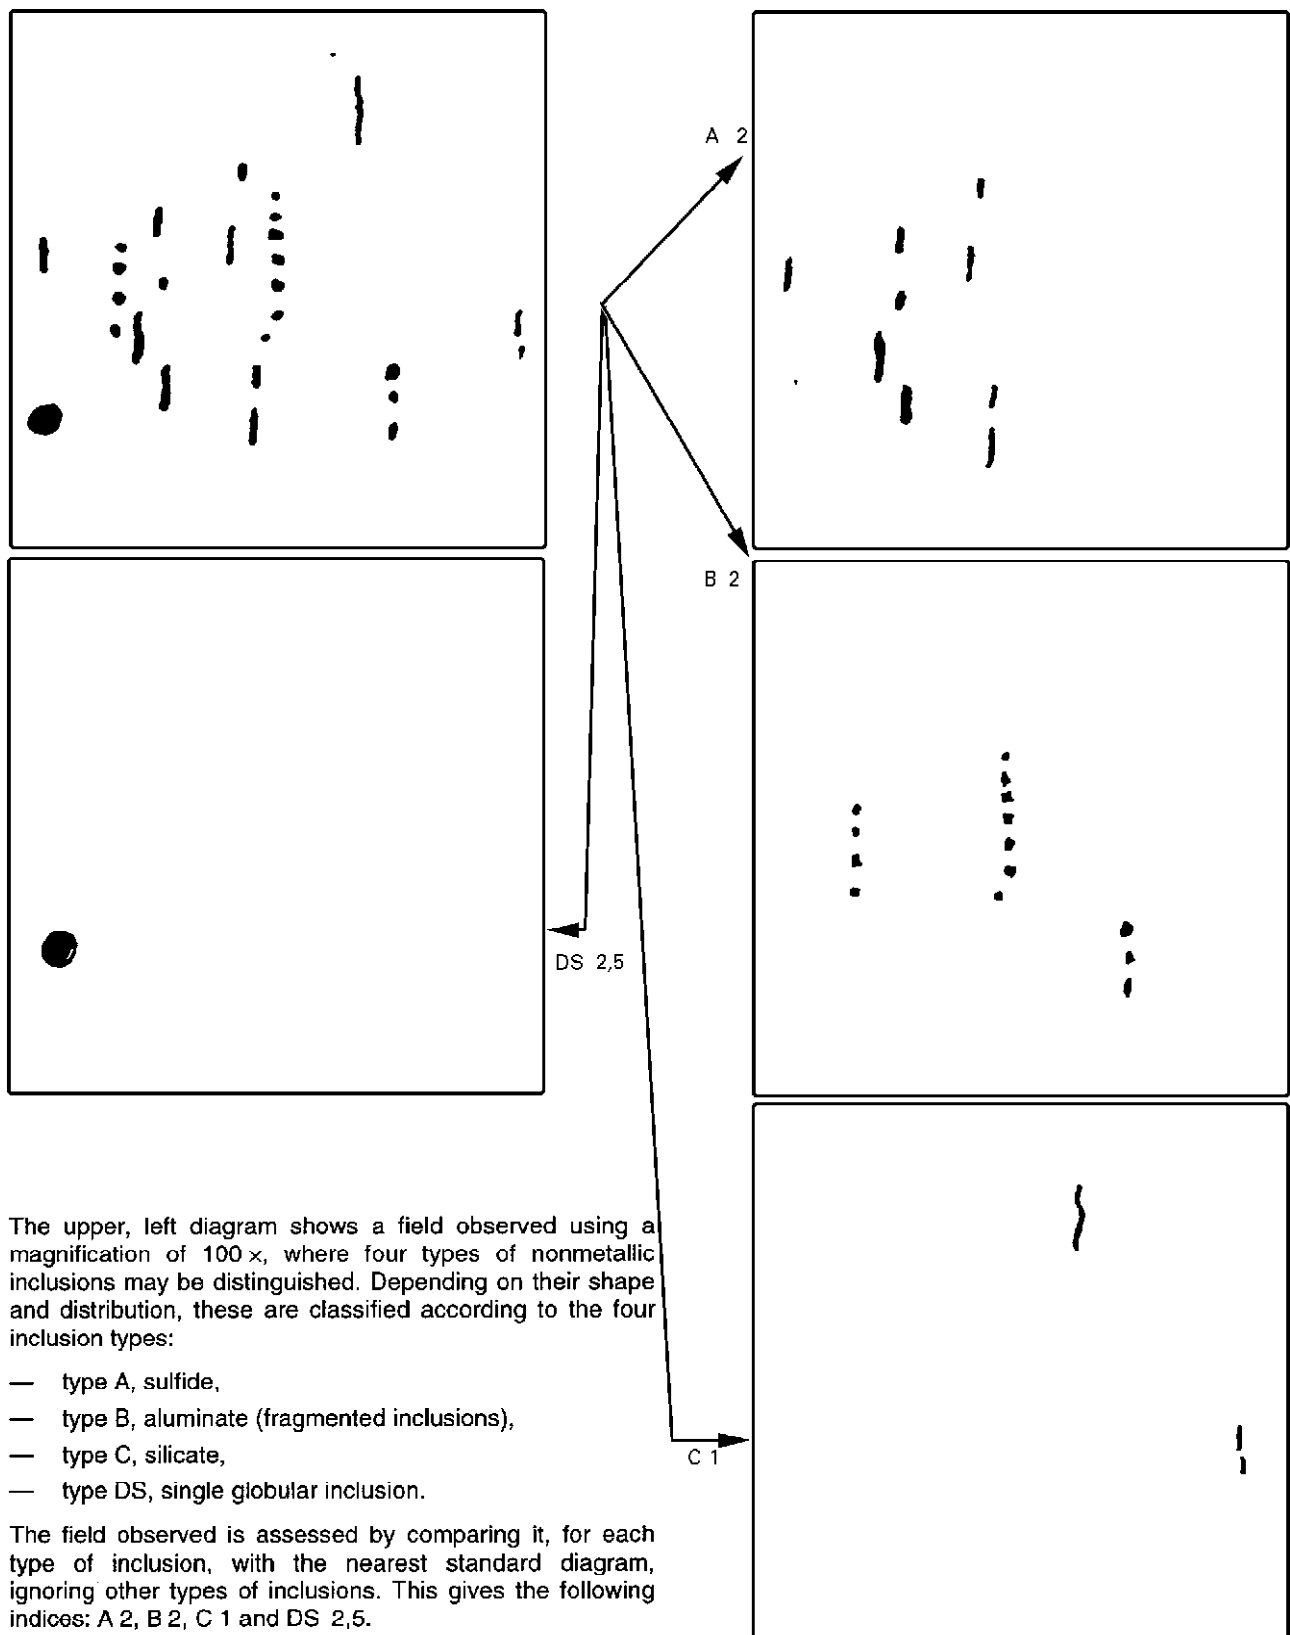 A 2
B 2
DS 2,5
C 1
The upper, left diagram shows a field observed using a
magnification of 100 ×, where four types of nonmetallic
inclusions may be distinguished. Depending on their shape
and distribution, these are classified according to the four
inclusion types:
— type A, sulfide,
— type B, aluminate (fragmented inclusions),
— type C, silicate,
— type DS, single globular inclusion.
The field observed is assessed by comparing it, for each
type of inclusion, with the nearest standard diagram,
ignoring other types of inclusions. This gives the following
indices: A 2, B 2, C 1 and DS 2,5.